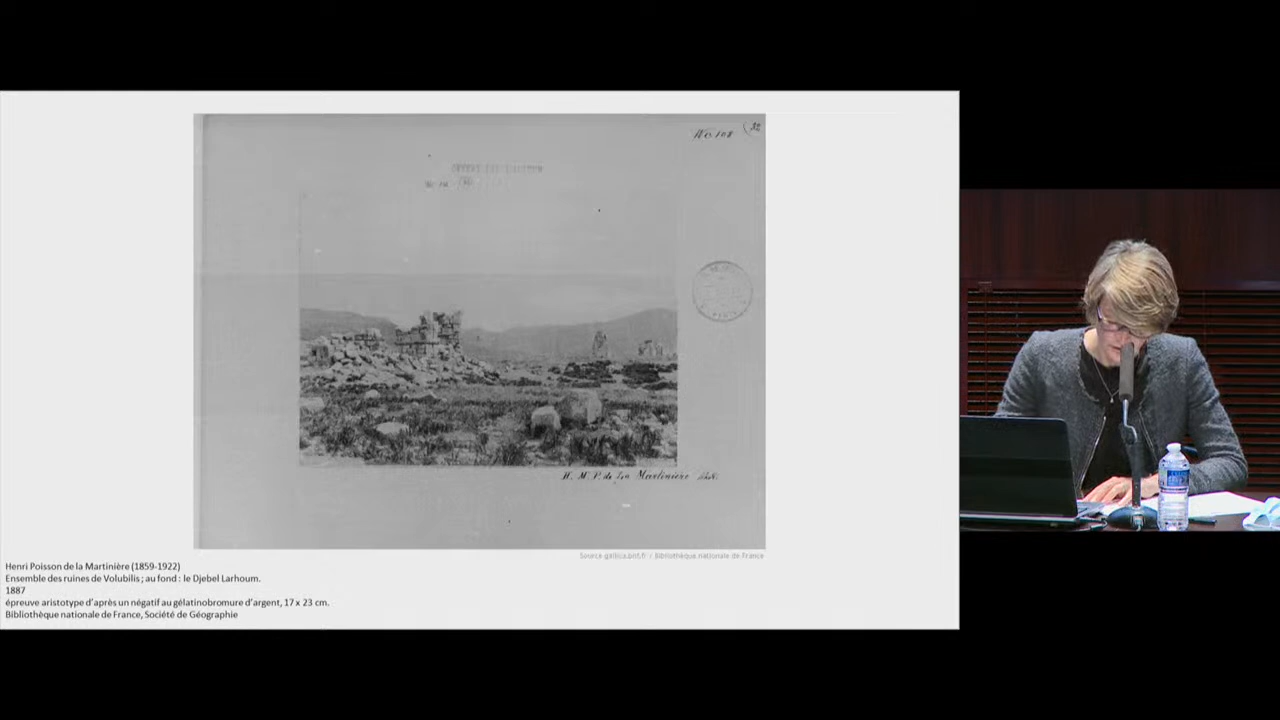 No 108
H. M. P. de La Martinière
Source gallica.bnf.fr / Bibliothèque nationale de France
Henri Poisson de la Martinière (1859-1922)
Ensemble des ruines de Volubilis ; au fond : le Djebel Larhoum.
1887
épreuve aristotype d'après un négatif au gélatinobromure d'argent, 17 x 23 cm.
Bibliothèque nationale de France, Société de Géographie